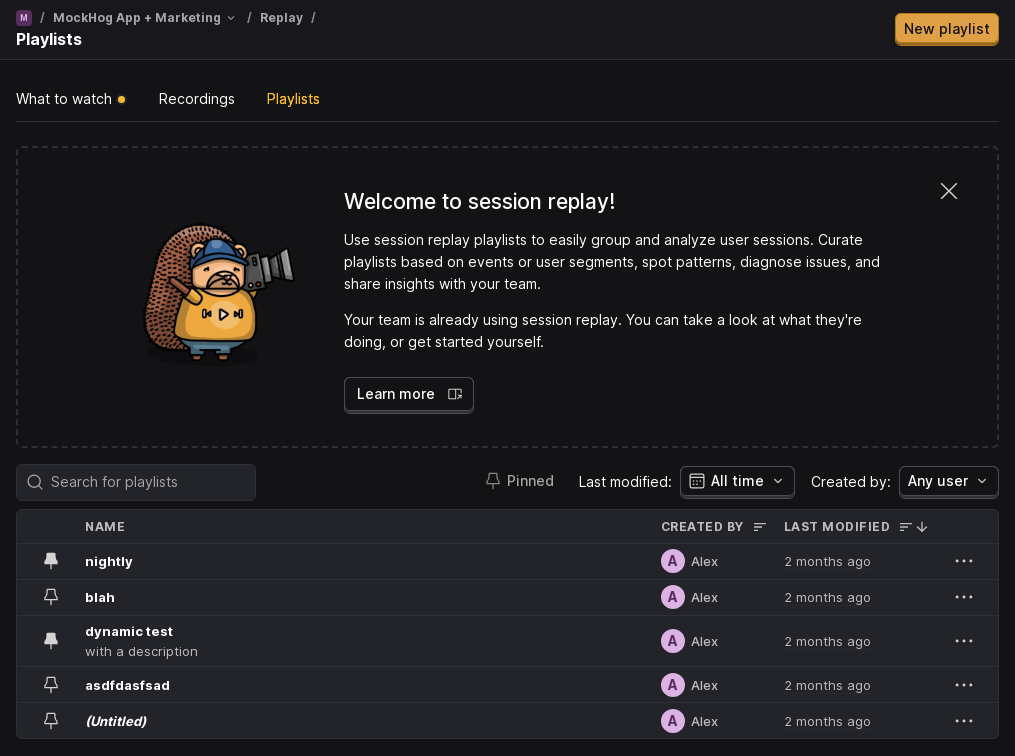 M / MockHog App + Marketing / Replay /
Playlists
New playlist
What to watch
Recordings
Playlists
Welcome to session replay!
Use session replay playlists to easily group and analyze user sessions. Curate
playlists based on events or user segments, spot patterns, diagnose issues, and
share insights with your team.
Your team is already using session replay. You can take a look at what they're
doing, or get started yourself.
Learn more
Search for playlists
Pinned
Last modified:
All time
Created by:
Any user
NAME
CREATED BY
LAST MODIFIED
nightly
A Alex
2 months ago
blah
A Alex
2 months ago
dynamic test
with a description
A Alex
2 months ago
asdfdasfsad
A Alex
2 months ago
(Untitled)
A Alex
2 months ago